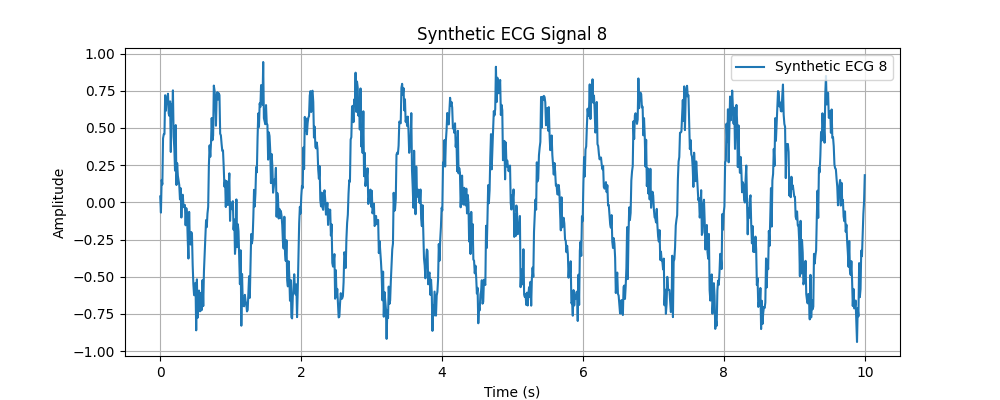 Synthetic ECG Signal 8
Synthetic ECG 8
1.00
0.75
0.50
0.25
0.00
−0.25
−0.50
−0.75
−1.00
Amplitude
0 2 4 6 8 10
Time (s)